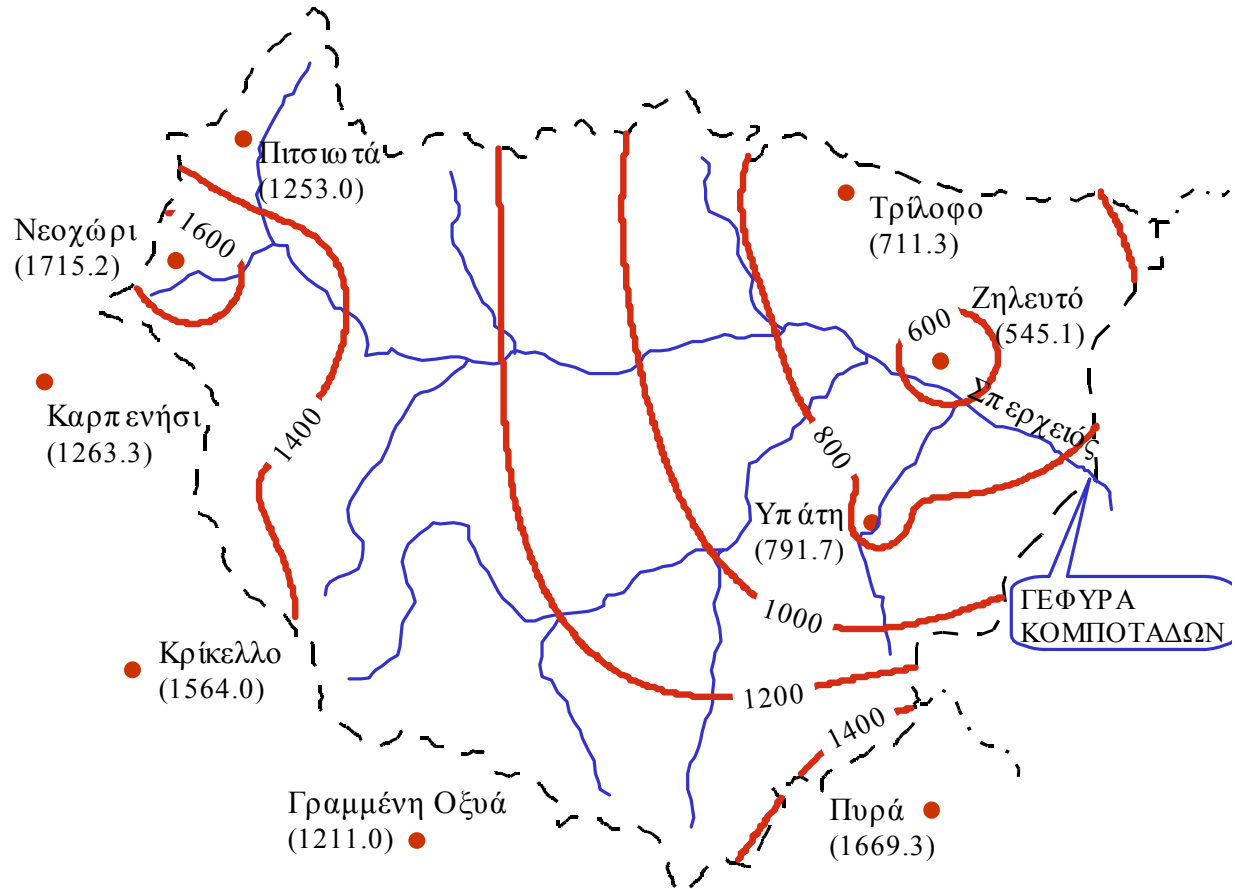 Πιτσιωτά
(1253.0)
Νεοχώρι
(1715.2)
1600
Τρίλοφο
(711.3)
Ζηλευτό
(545.1)
600
Σπερχειός
Καρπενήσι
(1263.3)
1400
800
Υπάτη
(791.7)
1000
ΓΕΦΥΡΑ
ΚΟΜΠΟΤΑΔΩΝ
Κρίκελλο
(1564.0)
1200
1400
Γραμμένη Οξυά
(1211.0)
Πυρά
(1669.3)